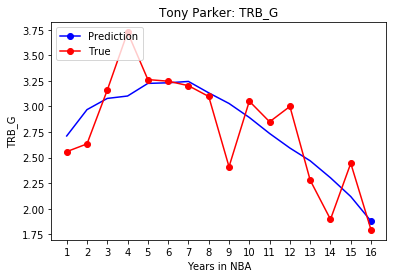 Tony Parker: TRB_G
Prediction
True
TRB_G
3.75
3.50
3.25
3.00
2.75
2.50
2.25
2.00
1.75
1 2 3 4 5 6 7 8 9 10 11 12 13 14 15 16
Years in NBA